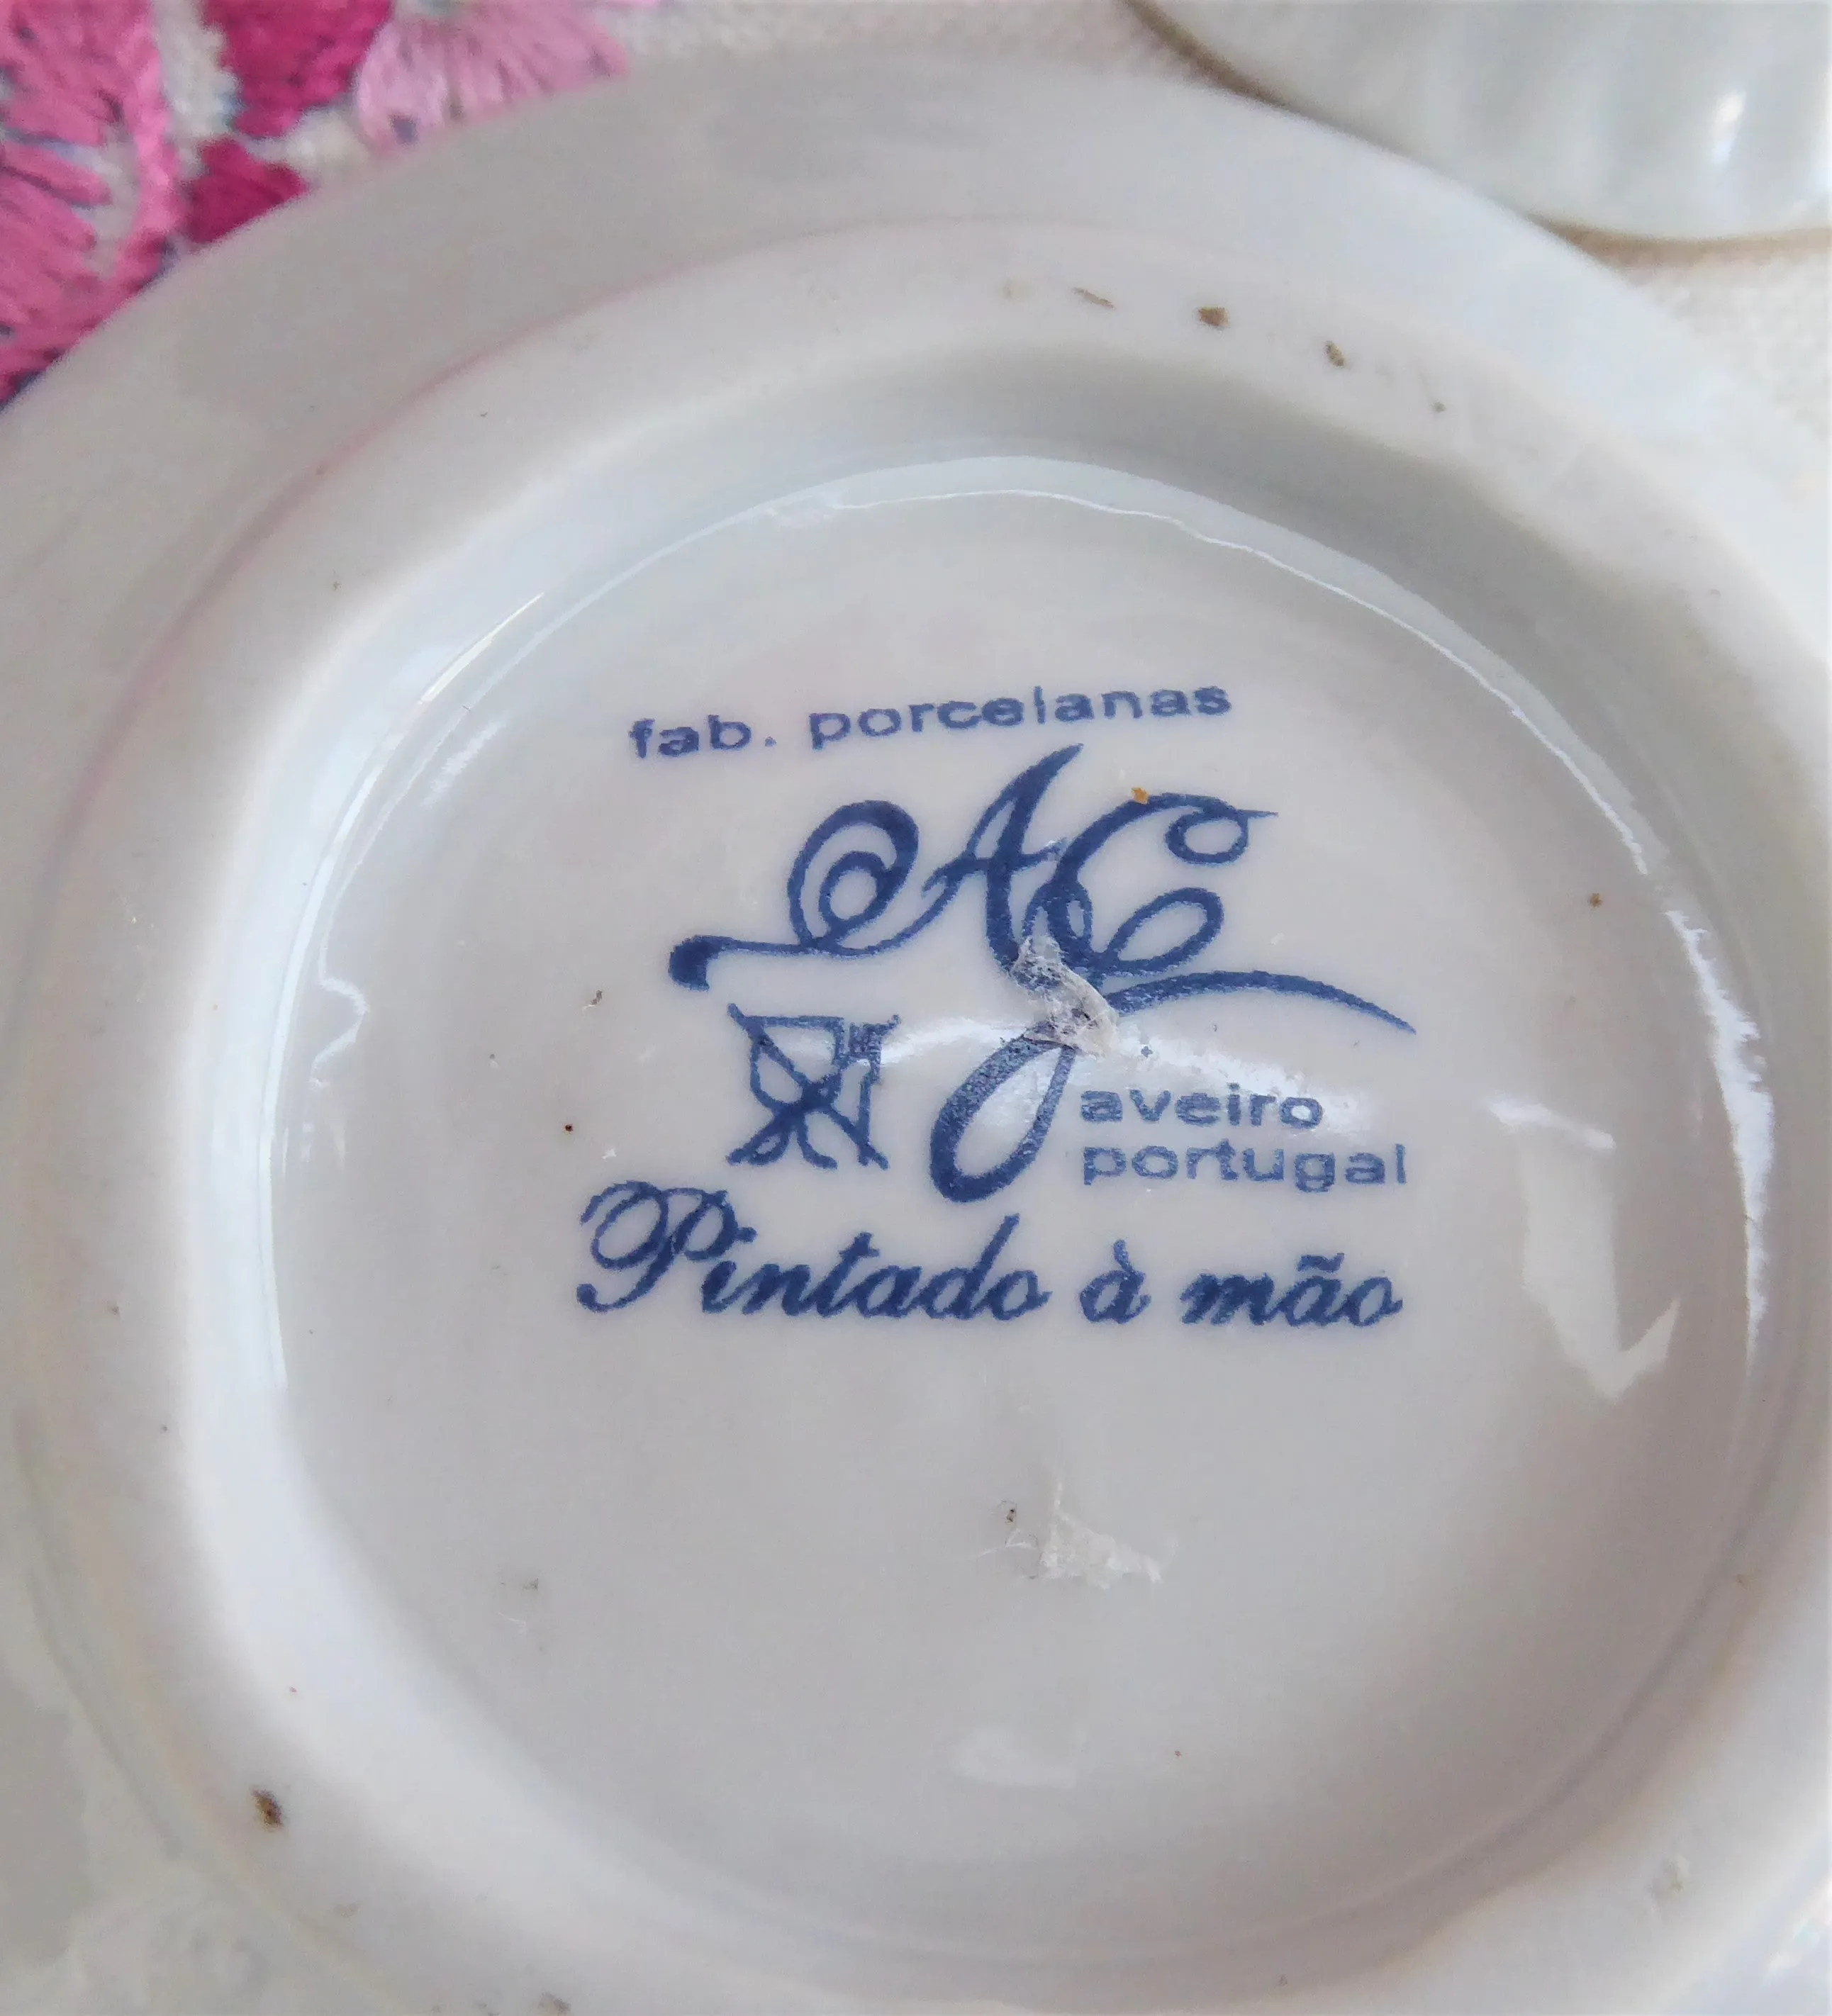 fab. porcelanas
AC
aveiro
portugal
Pintado à mão